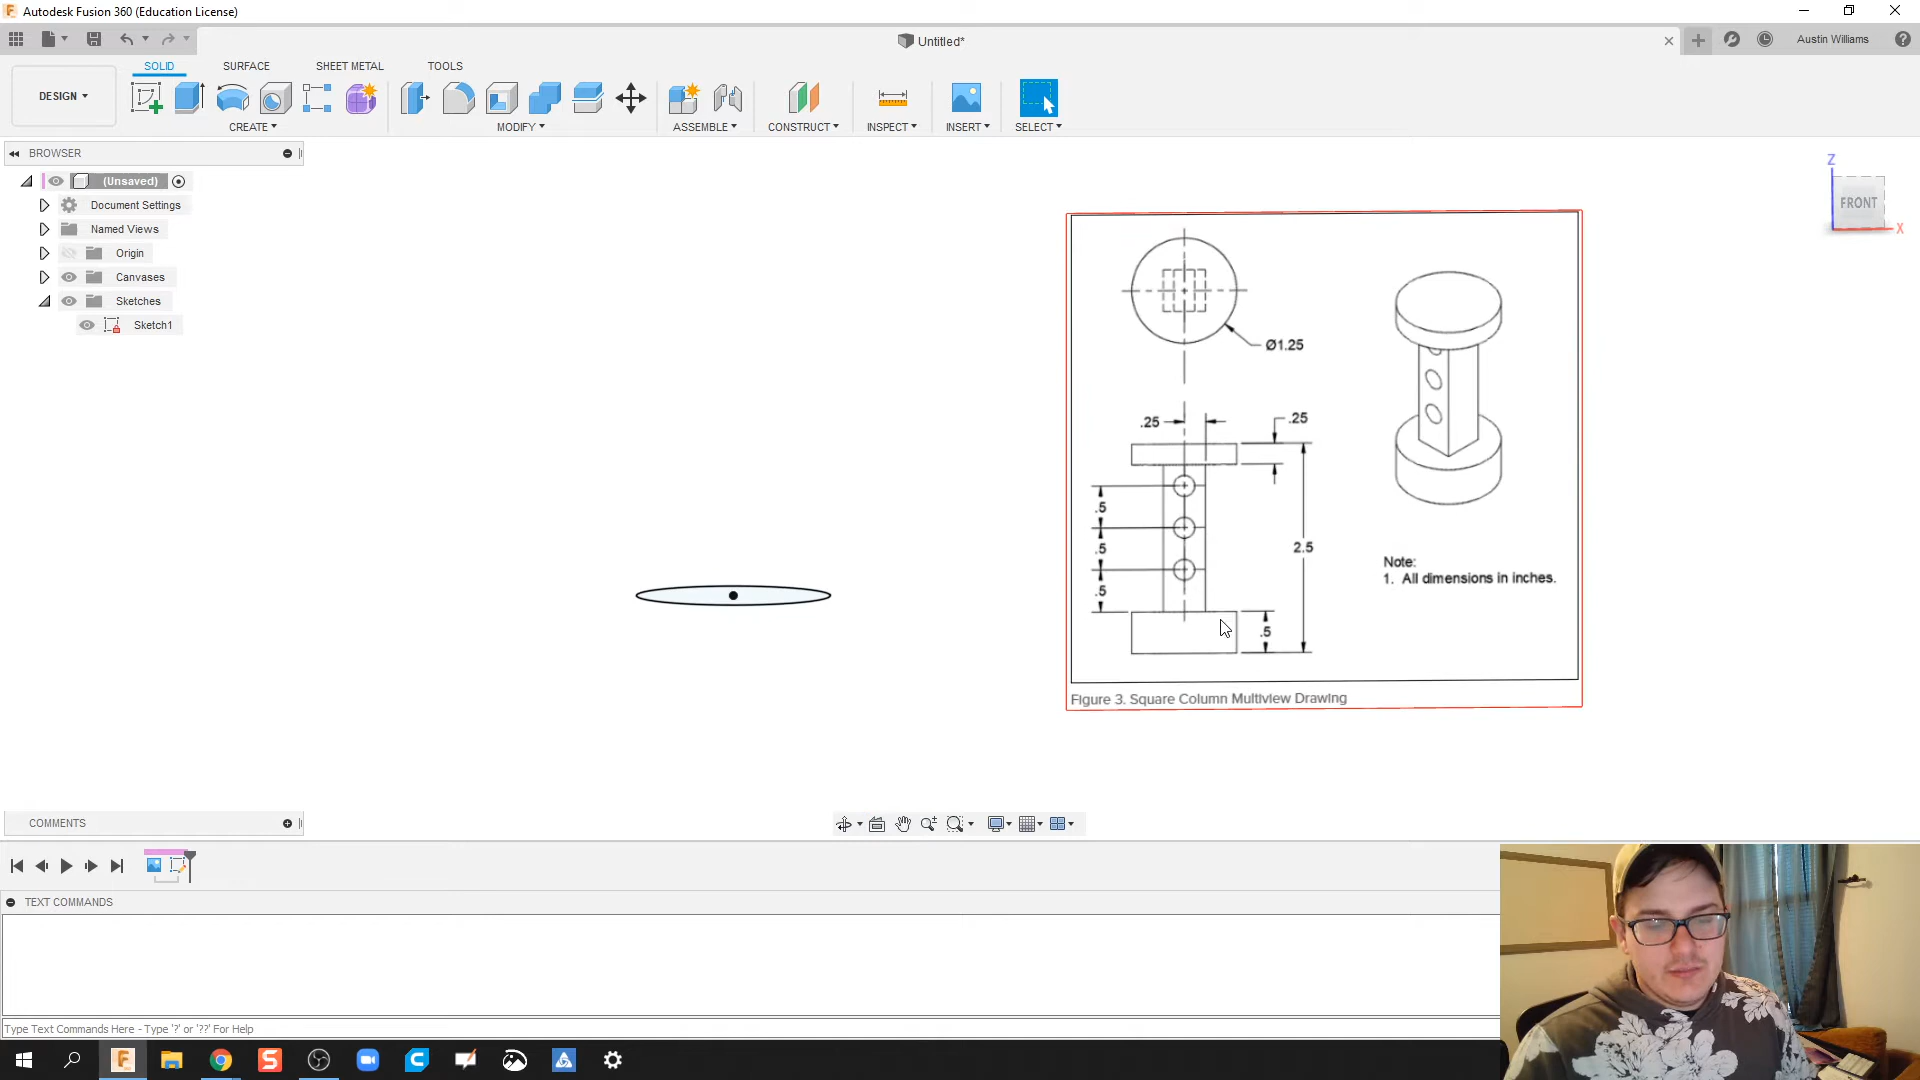 Autodesk Fusion 360 (Education License)
Untitled*
Austin Williams
DESIGN
SOLID SURFACE SHEET METAL TOOLS
CREATE MODIFY ASSEMBLE CONSTRUCT INSPECT INSERT SELECT
BROWSER
(Unsaved)
Document Settings
Named Views
Origin
Canvases
Sketches
Sketch1
Z
FRONT
X
Ø1.25
.25
.25
.5
.5
.5
2.5
.5
Note:
1. All dimensions in inches.
Figure 3. Square Column Multiview Drawing
COMMENTS
TEXT COMMANDS
Type Text Commands Here - Type '?' or '??' For Help